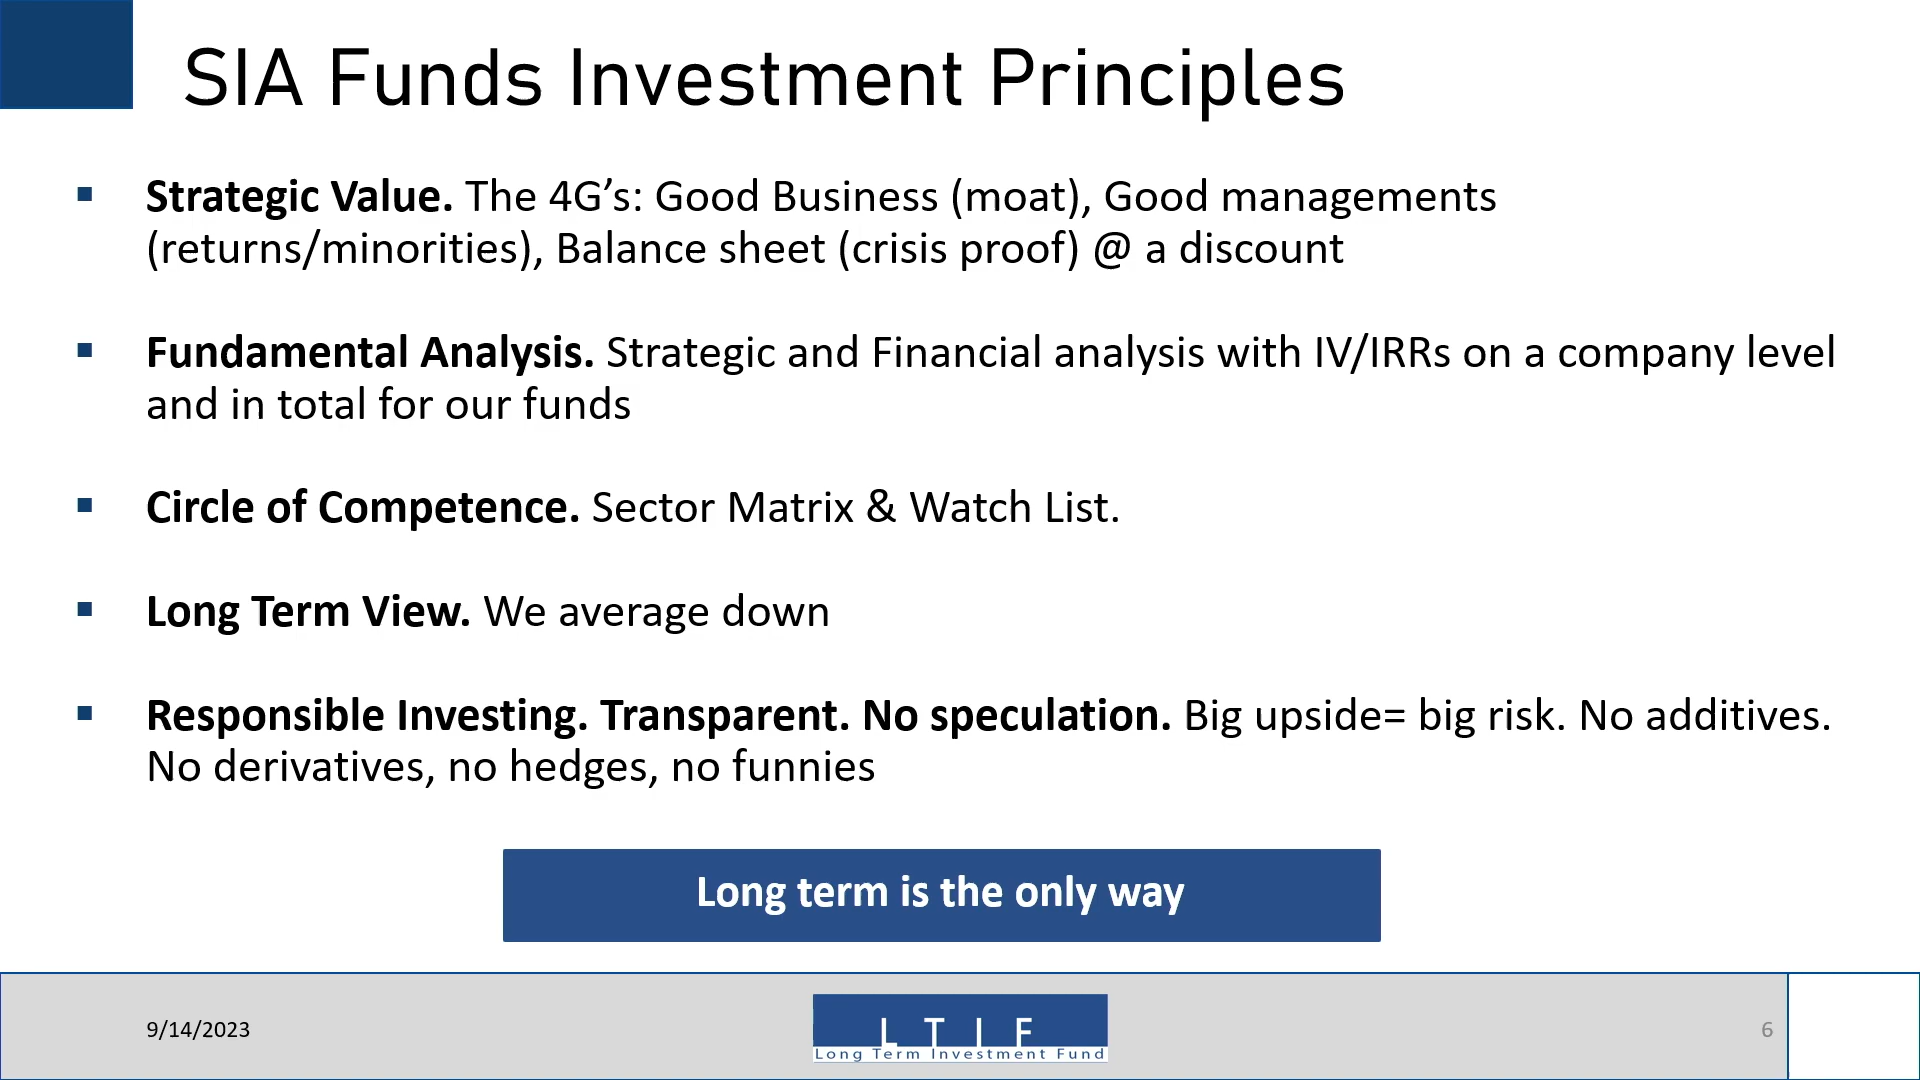 SIA Funds Investment Principles
▪ Strategic Value. The 4G’s: Good Business (moat), Good managements
(returns/minorities), Balance sheet (crisis proof) @ a discount
▪ Fundamental Analysis. Strategic and Financial analysis with IV/IRRs on a company level
and in total for our funds
▪ Circle of Competence. Sector Matrix & Watch List.
▪ Long Term View. We average down
▪ Responsible Investing. Transparent. No speculation. Big upside= big risk. No additives.
No derivatives, no hedges, no funnies
Long term is the only way
9/14/2023
L T I F
Long Term Investment Fund
6